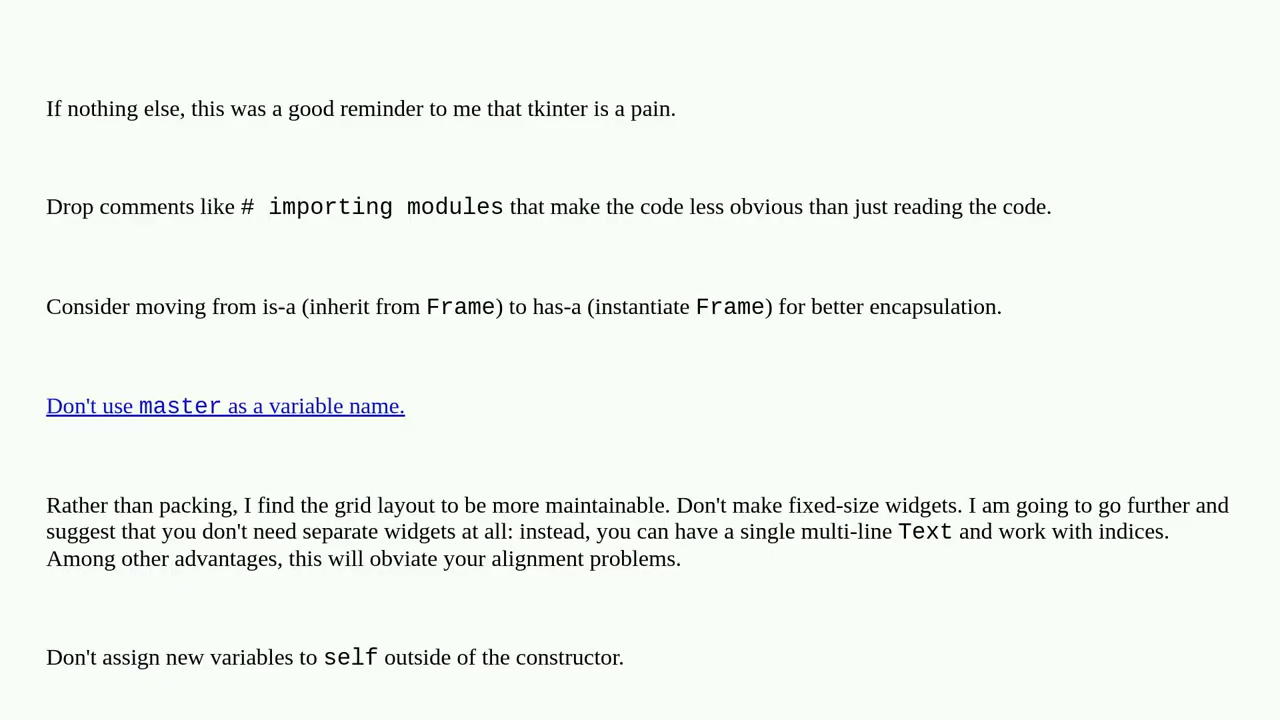 If nothing else, this was a good reminder to me that tkinter is a pain.
Drop comments like # importing modules that make the code less obvious than just reading the code.
Consider moving from is-a (inherit from Frame) to has-a (instantiate Frame) for better encapsulation.
Don't use master as a variable name.
Rather than packing, I find the grid layout to be more maintainable. Don't make fixed-size widgets. I am going to go further and
suggest that you don't need separate widgets at all: instead, you can have a single multi-line Text and work with indices.
Among other advantages, this will obviate your alignment problems.
Don't assign new variables to self outside of the constructor.